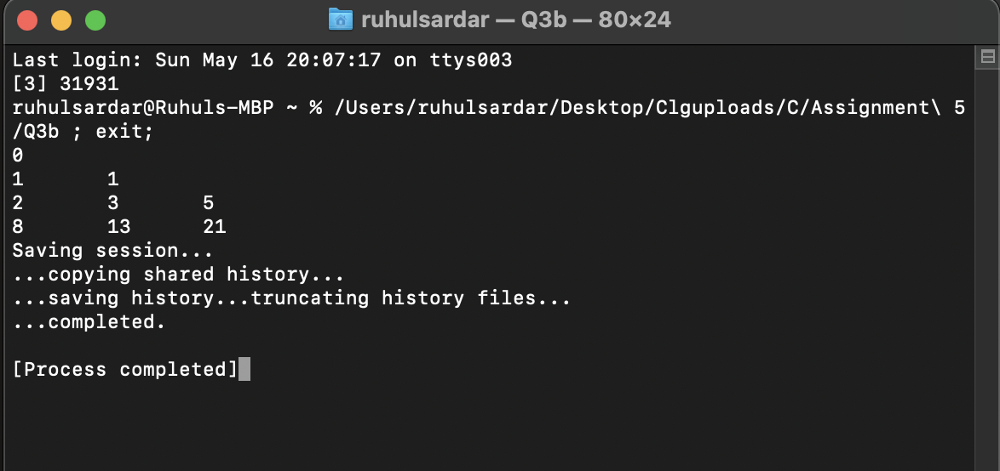 ruhulsardar — Q3b — 80×24
Last login: Sun May 16 20:07:17 on ttys003
[3] 31931
ruhulsardar@Ruhuls-MBP ~ % /Users/ruhulsardar/Desktop/Clguploads/C/Assignment\ 5
/Q3b ; exit;
0
1	1
2	3	5
8	13	21
Saving session...
...copying shared history...
...saving history...truncating history files...
...completed.
[Process completed]